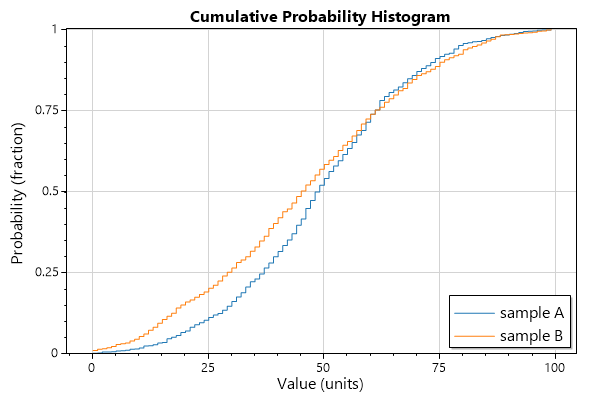 Cumulative Probability Histogram
1
0.75
0.5
0.25
0
Probability (fraction)
0 25 50 75 100
Value (units)
sample A
sample B